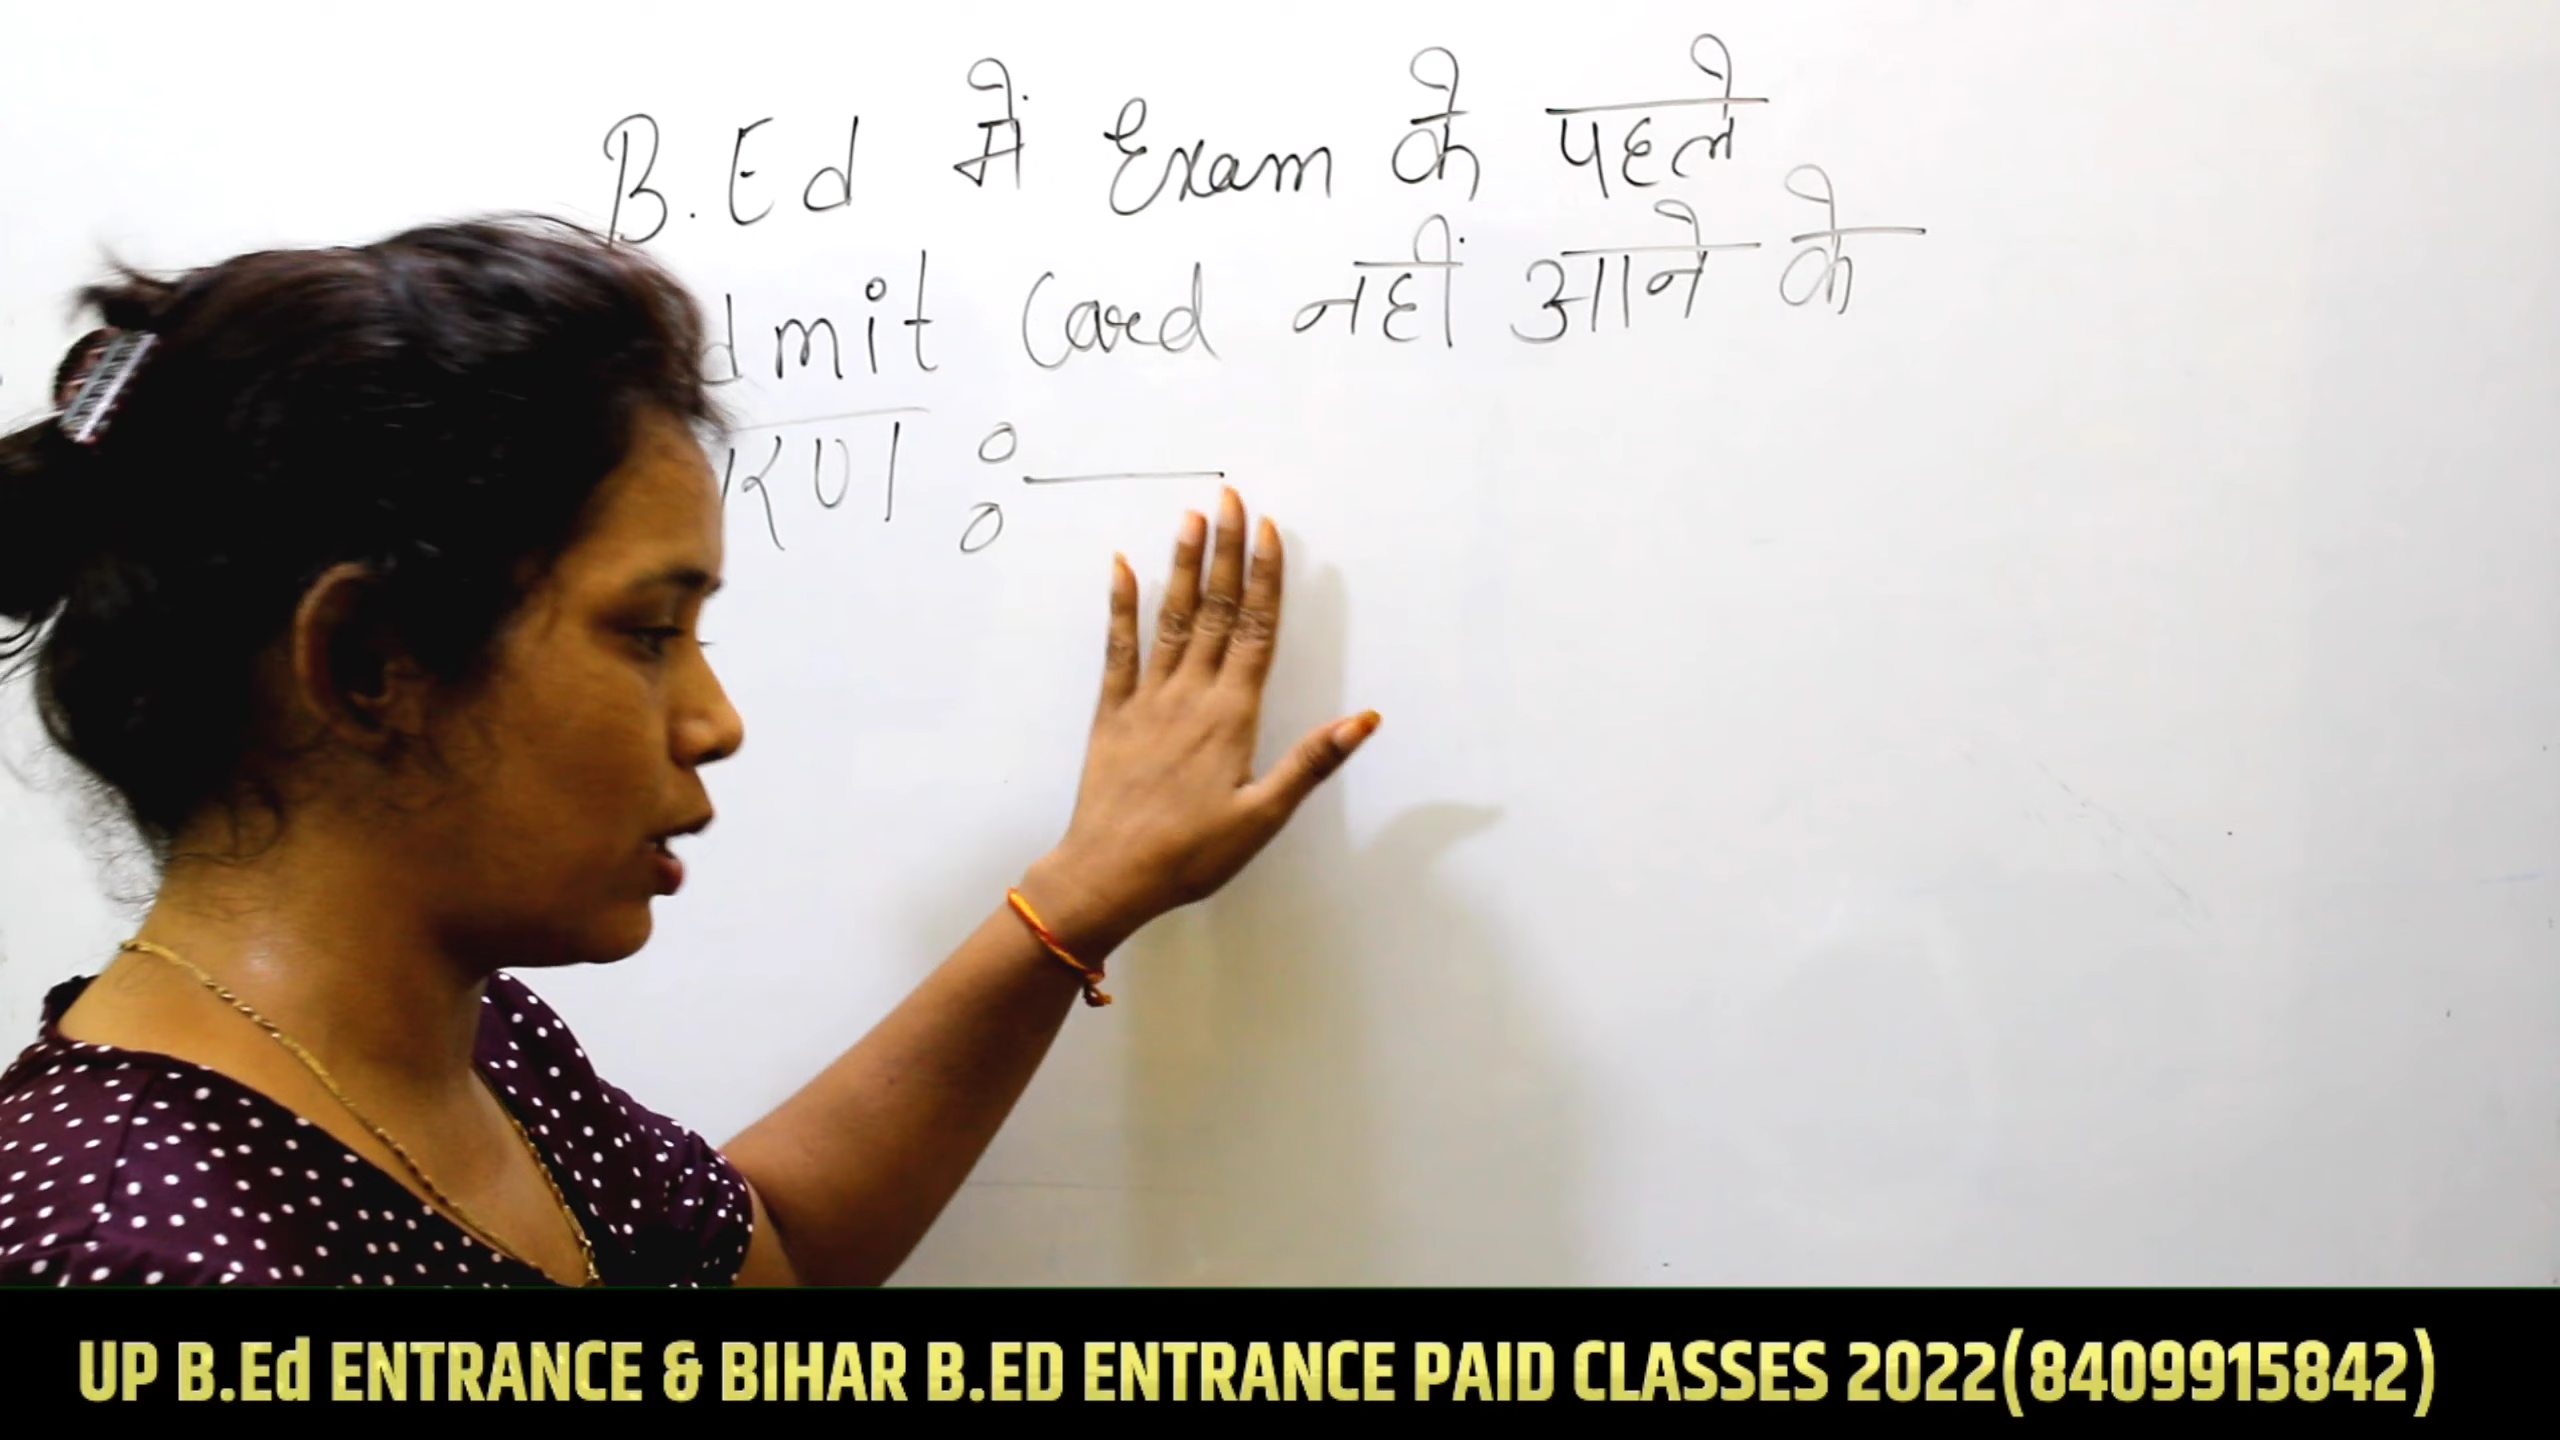 B.Ed में Exam के पहले
dmit Card नहीं आने के
रण :—
UP B.Ed ENTRANCE & BIHAR B.ED ENTRANCE PAID CLASSES 2022(8409915842)